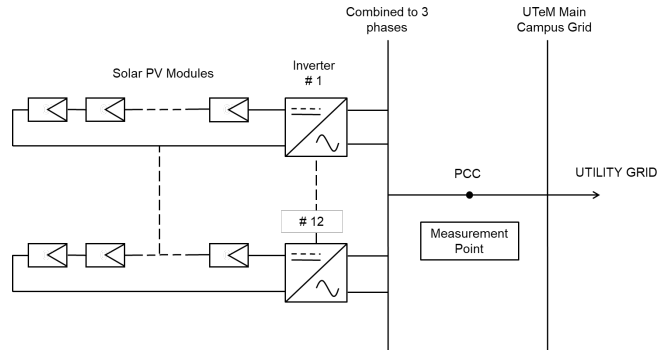 Combined to 3
phases
UTeM Main
Campus Grid
Solar PV Modules
Inverter
# 1
PCC
UTILITY GRID
# 12
Measurement
Point